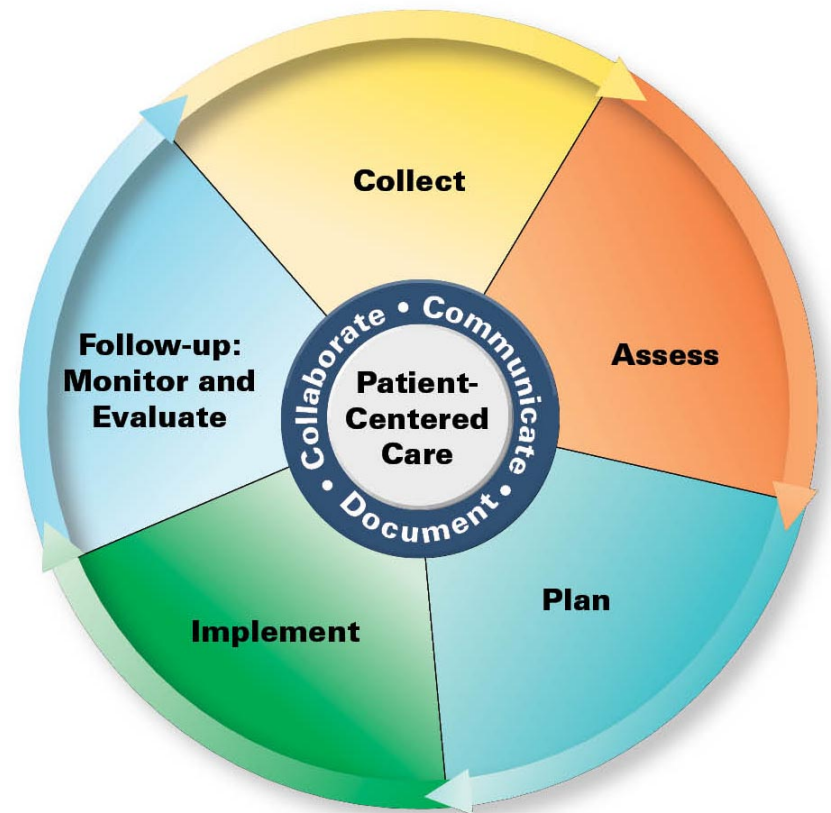 Collect
Assess
Plan
Implement
Follow-up:
Monitor and
Evaluate
Collaborate • Communicate • Document •
Patient-
Centered
Care